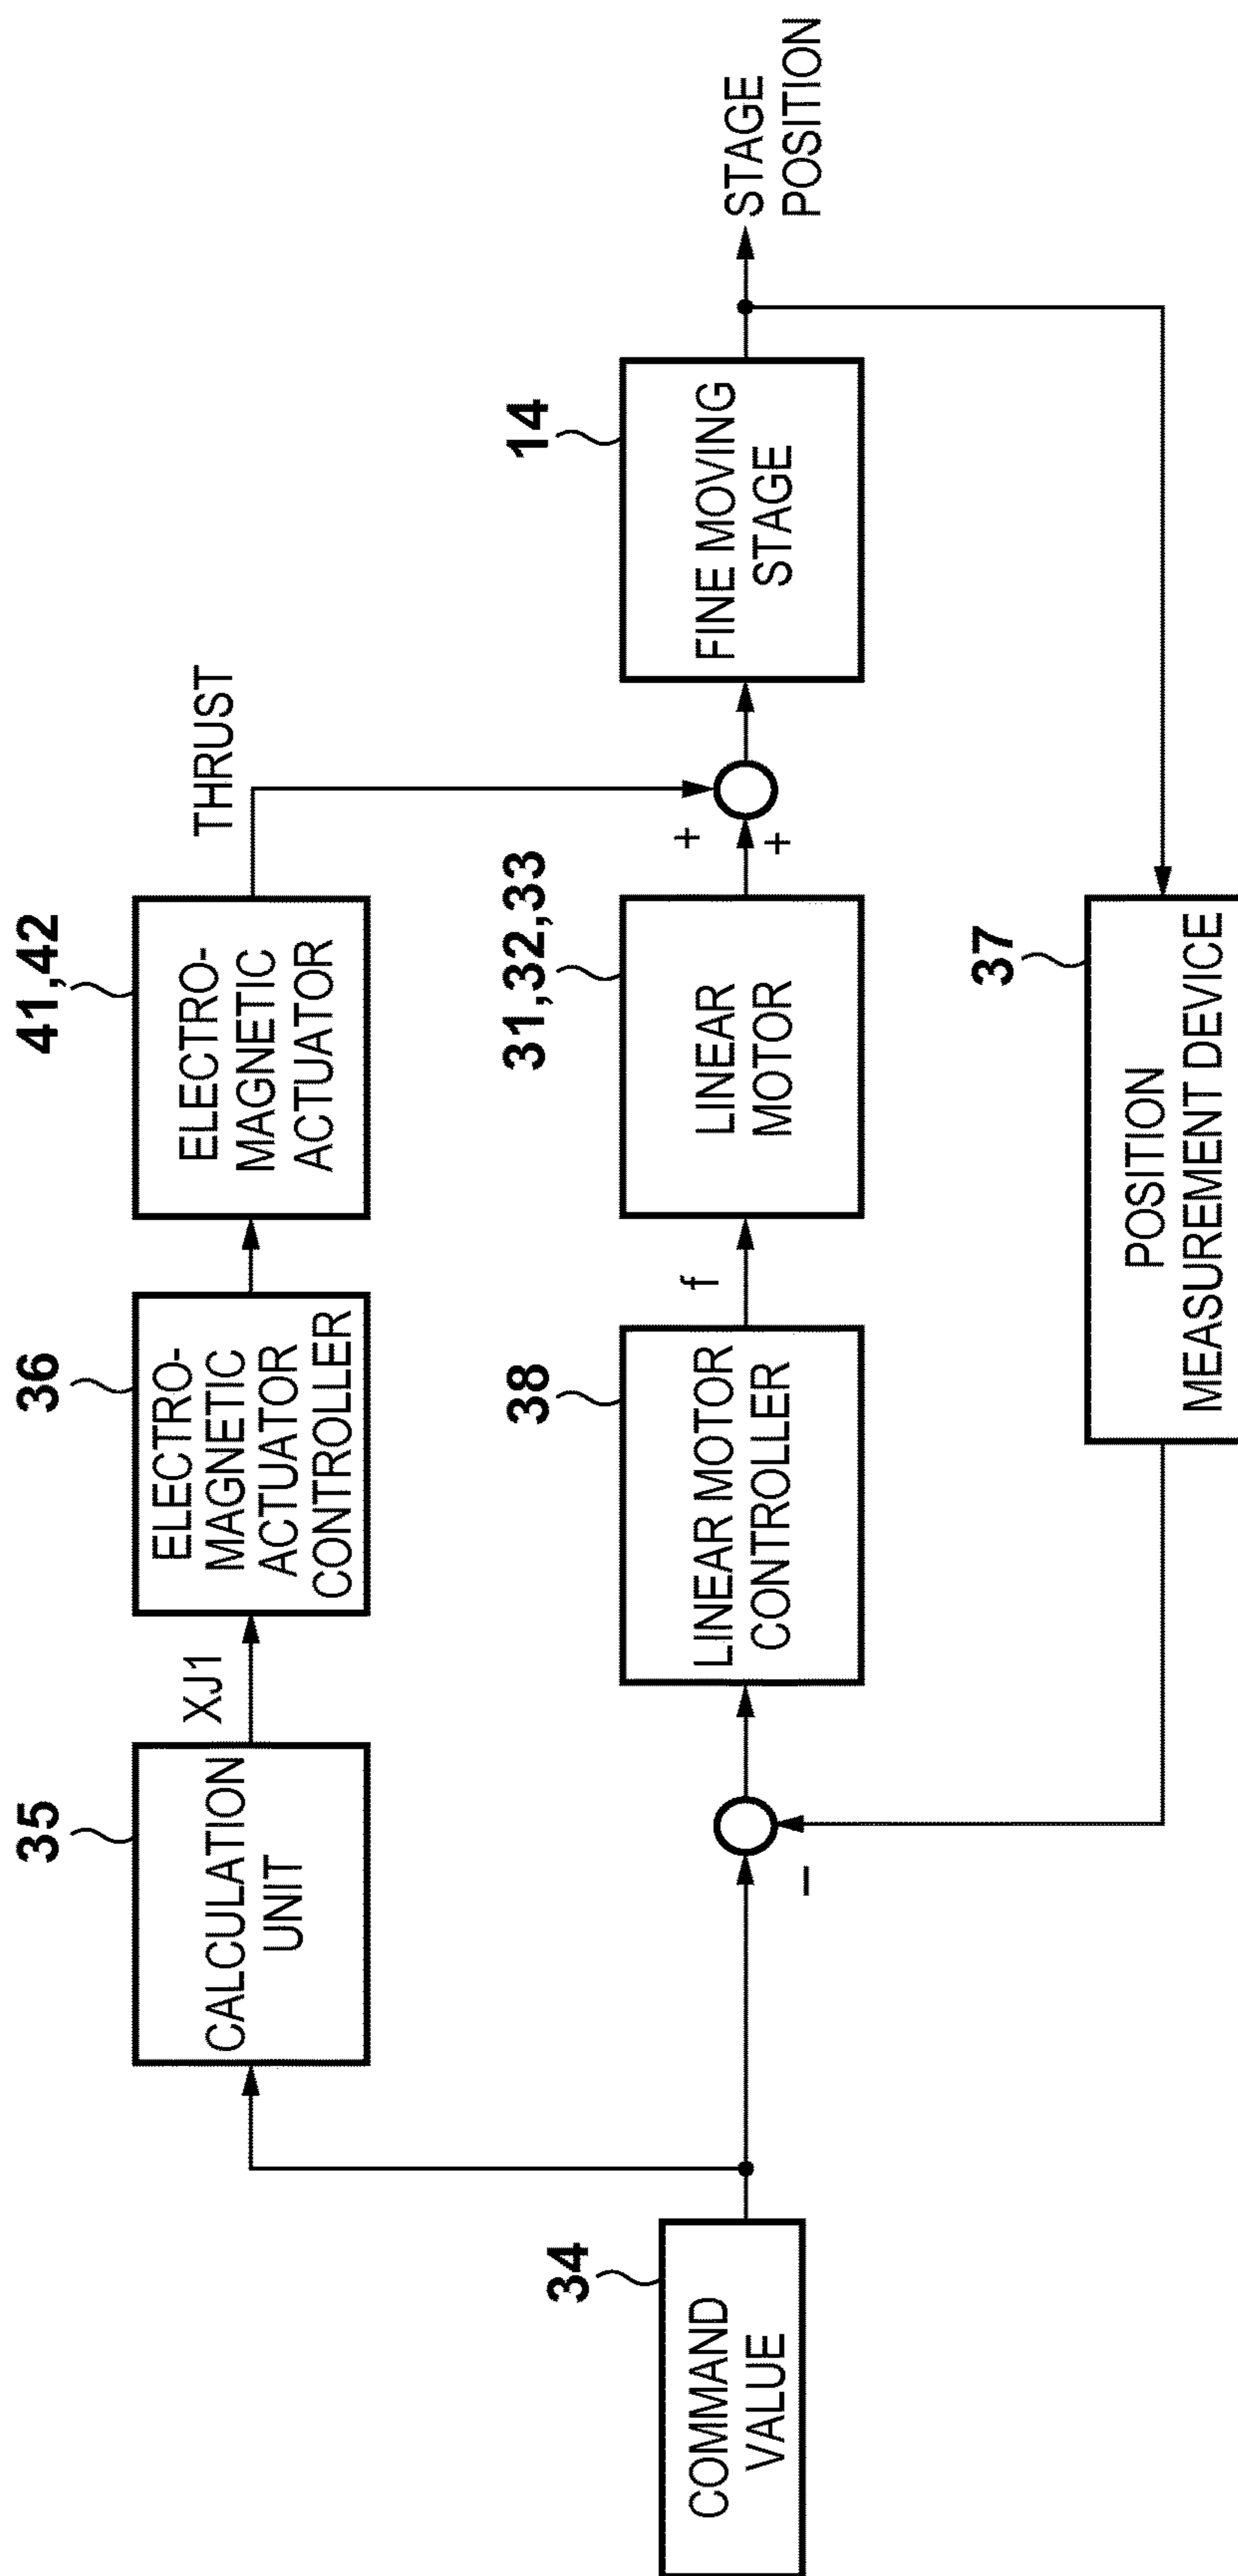 41,42
36
35
ELECTRO-
MAGNETIC
ACTUATOR
THRUST
ELECTRO-
MAGNETIC
ACTUATOR
CONTROLLER
XJ1
CALCULATION
UNIT
34
COMMAND
VALUE
−
38
LINEAR MOTOR
CONTROLLER
f
31,32,33
LINEAR
MOTOR
+
+
14
FINE MOVING
STAGE
STAGE
POSITION
37
POSITION
MEASUREMENT DEVICE